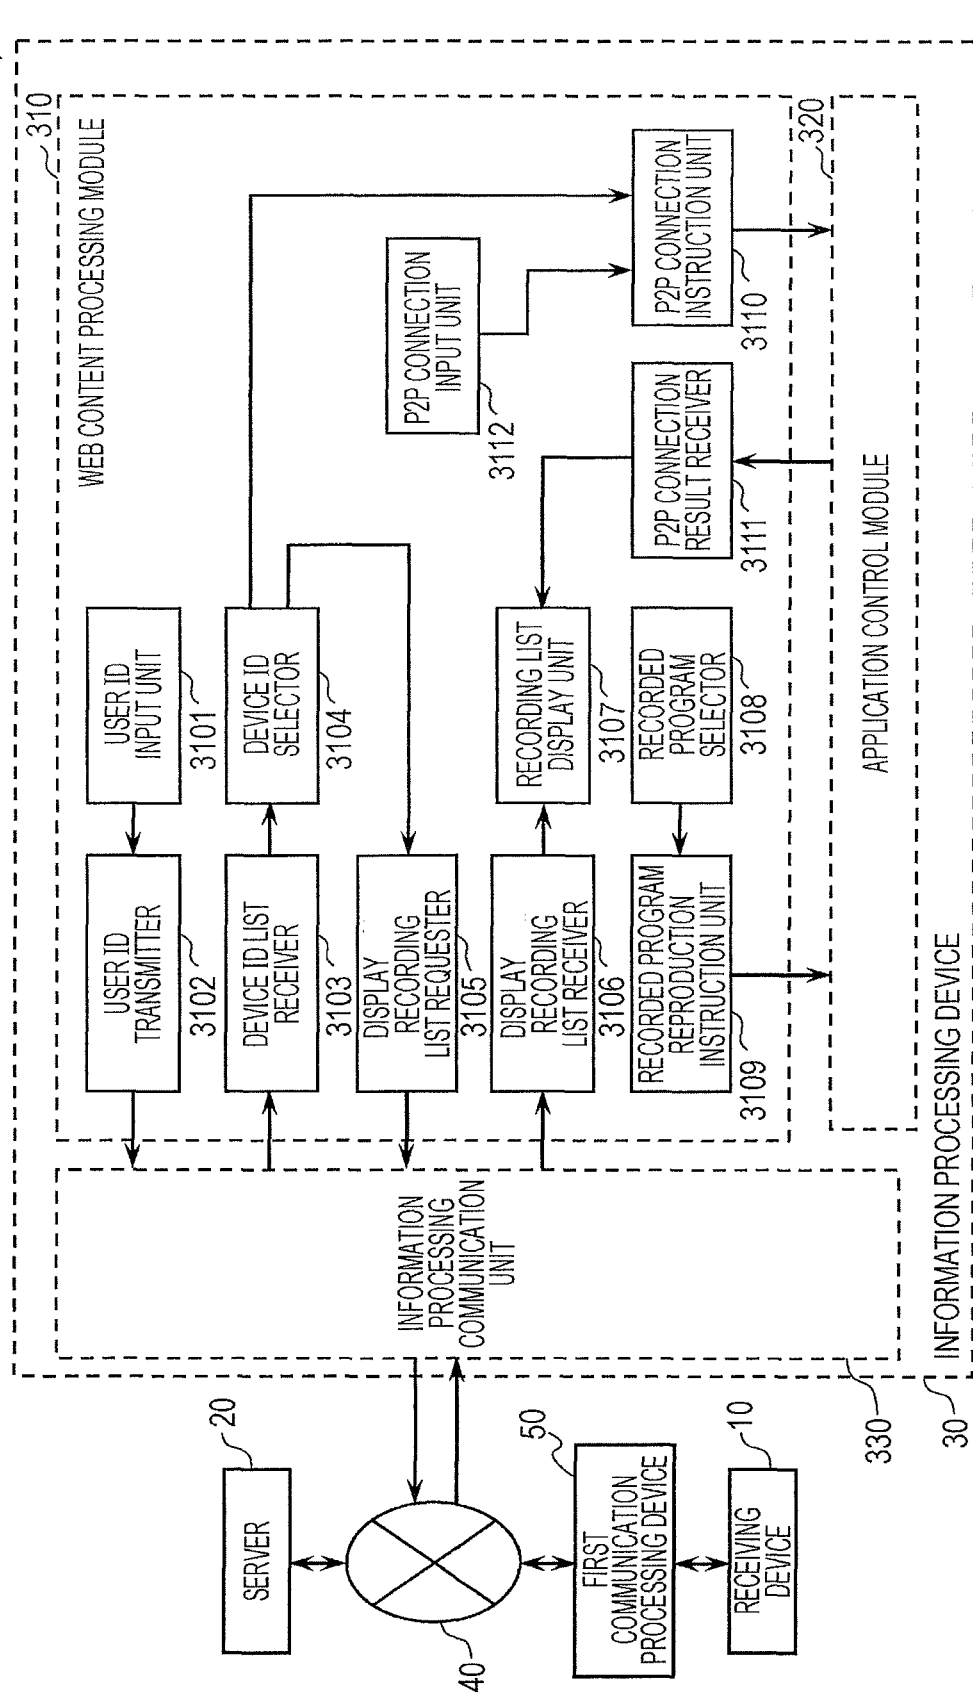 SERVER
20
40
FIRST
COMMUNICATION
PROCESSING DEVICE
50
RECEIVING
DEVICE
10
INFORMATION PROCESSING DEVICE
30
INFORMATION
PROCESSING
COMMUNICATION
UNIT
330
WEB CONTENT PROCESSING MODULE
310
USER ID
TRANSMITTER
3102
USER ID
INPUT UNIT
3101
DEVICE ID LIST
RECEIVER
3103
DEVICE ID
SELECTOR
3104
DISPLAY
RECORDING
LIST REQUESTER
3105
P2P CONNECTION
INPUT UNIT
3112
DISPLAY
RECORDING
LIST RECEIVER
3106
RECORDING LIST
DISPLAY UNIT
3107
RECORDED PROGRAM
REPRODUCTION
INSTRUCTION UNIT
3109
RECORDED
PROGRAM
SELECTOR
3108
P2P CONNECTION
RESULT RECEIVER
3111
P2P CONNECTION
INSTRUCTION UNIT
3110
APPLICATION CONTROL MODULE
320